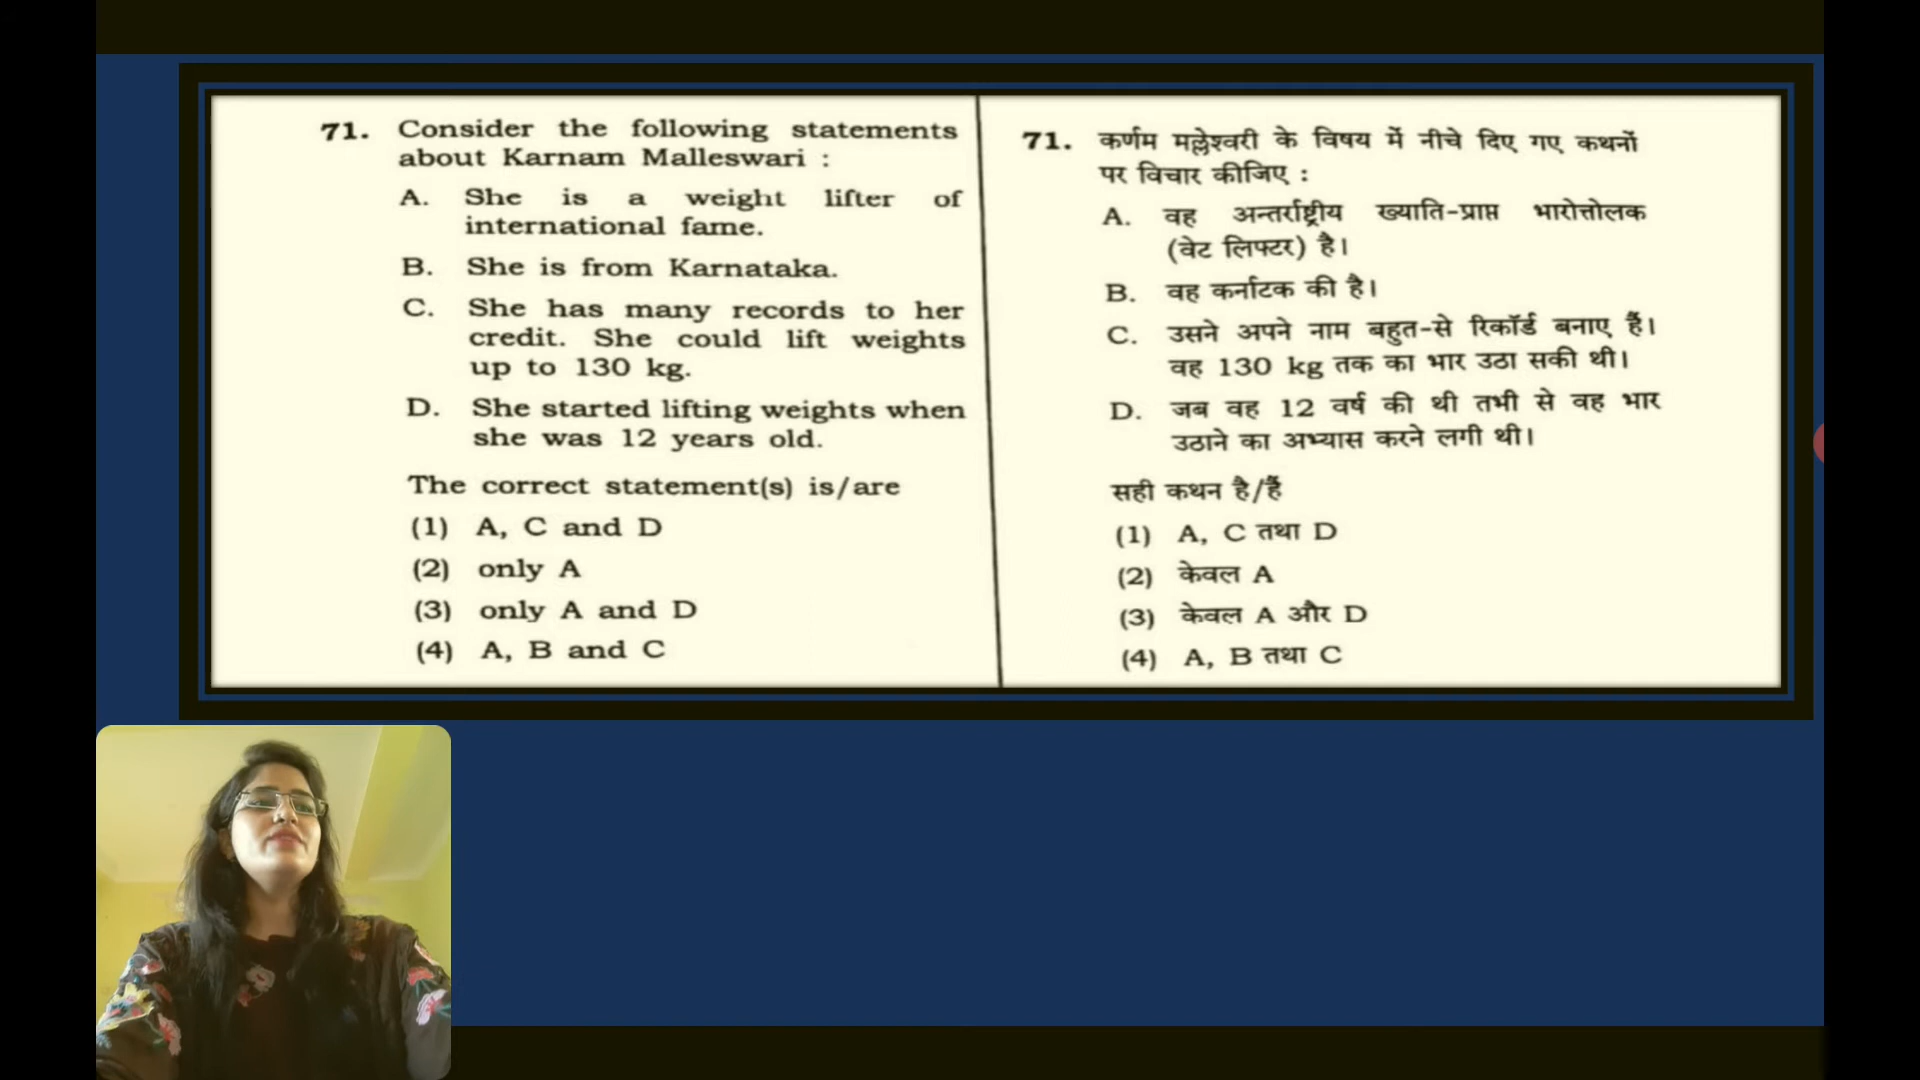 71. Consider the following statements
about Karnam Malleswari :
A. She is a weight lifter of
international fame.
B. She is from Karnataka.
C. She has many records to her
credit. She could lift weights
up to 130 kg.
D. She started lifting weights when
she was 12 years old.
The correct statement(s) is/are
(1) A, C and D
(2) only A
(3) only A and D
(4) A, B and C
71. कर्णम मल्लेश्वरी के विषय में नीचे दिए गए कथनों
पर विचार कीजिए :
A. वह अन्तर्राष्ट्रीय ख्याति-प्राप्त भारोत्तोलक
(वेट लिफ्टर) है।
B. वह कर्नाटक की है।
C. उसने अपने नाम बहुत-से रिकॉर्ड बनाए हैं।
वह 130 kg तक का भार उठा सकी थी।
D. जब वह 12 वर्ष की थी तभी से वह भार
उठाने का अभ्यास करने लगी थी।
सही कथन है/हैं
(1) A, C तथा D
(2) केवल A
(3) केवल A और D
(4) A, B तथा C